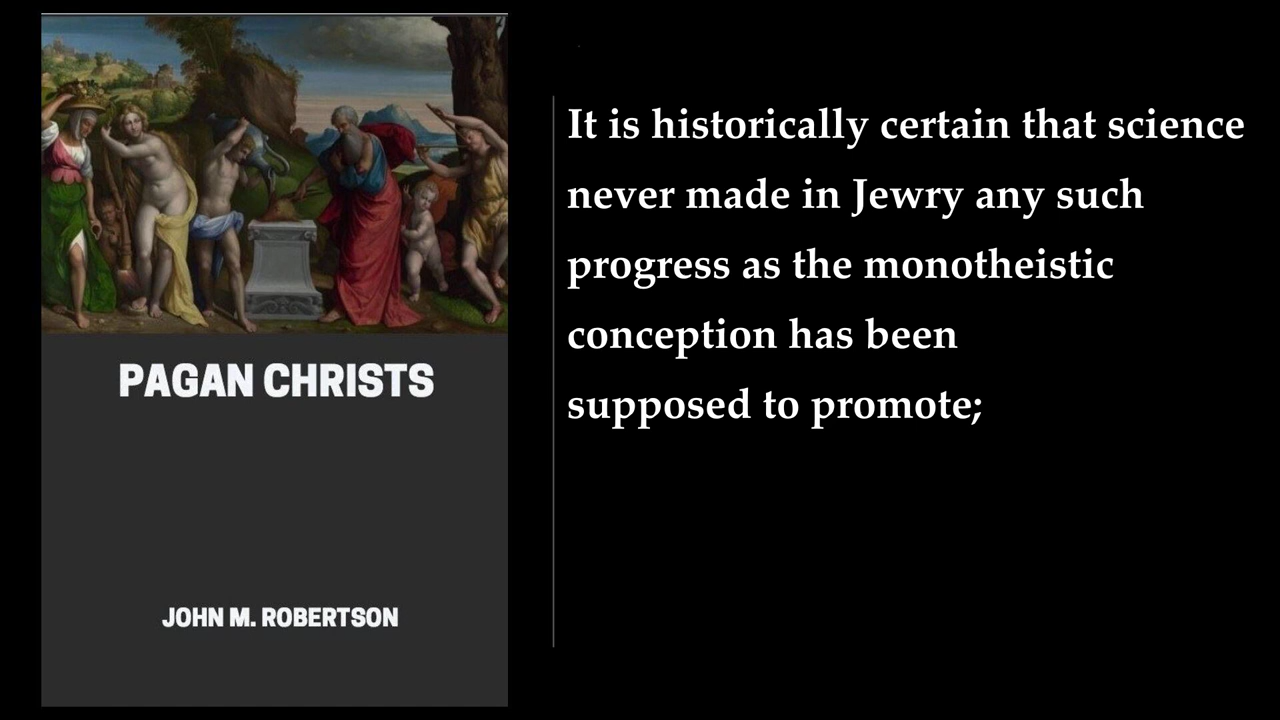 PAGAN CHRISTS
JOHN M. ROBERTSON
It is historically certain that science
never made in Jewry any such
progress as the monotheistic
conception has been
supposed to promote;